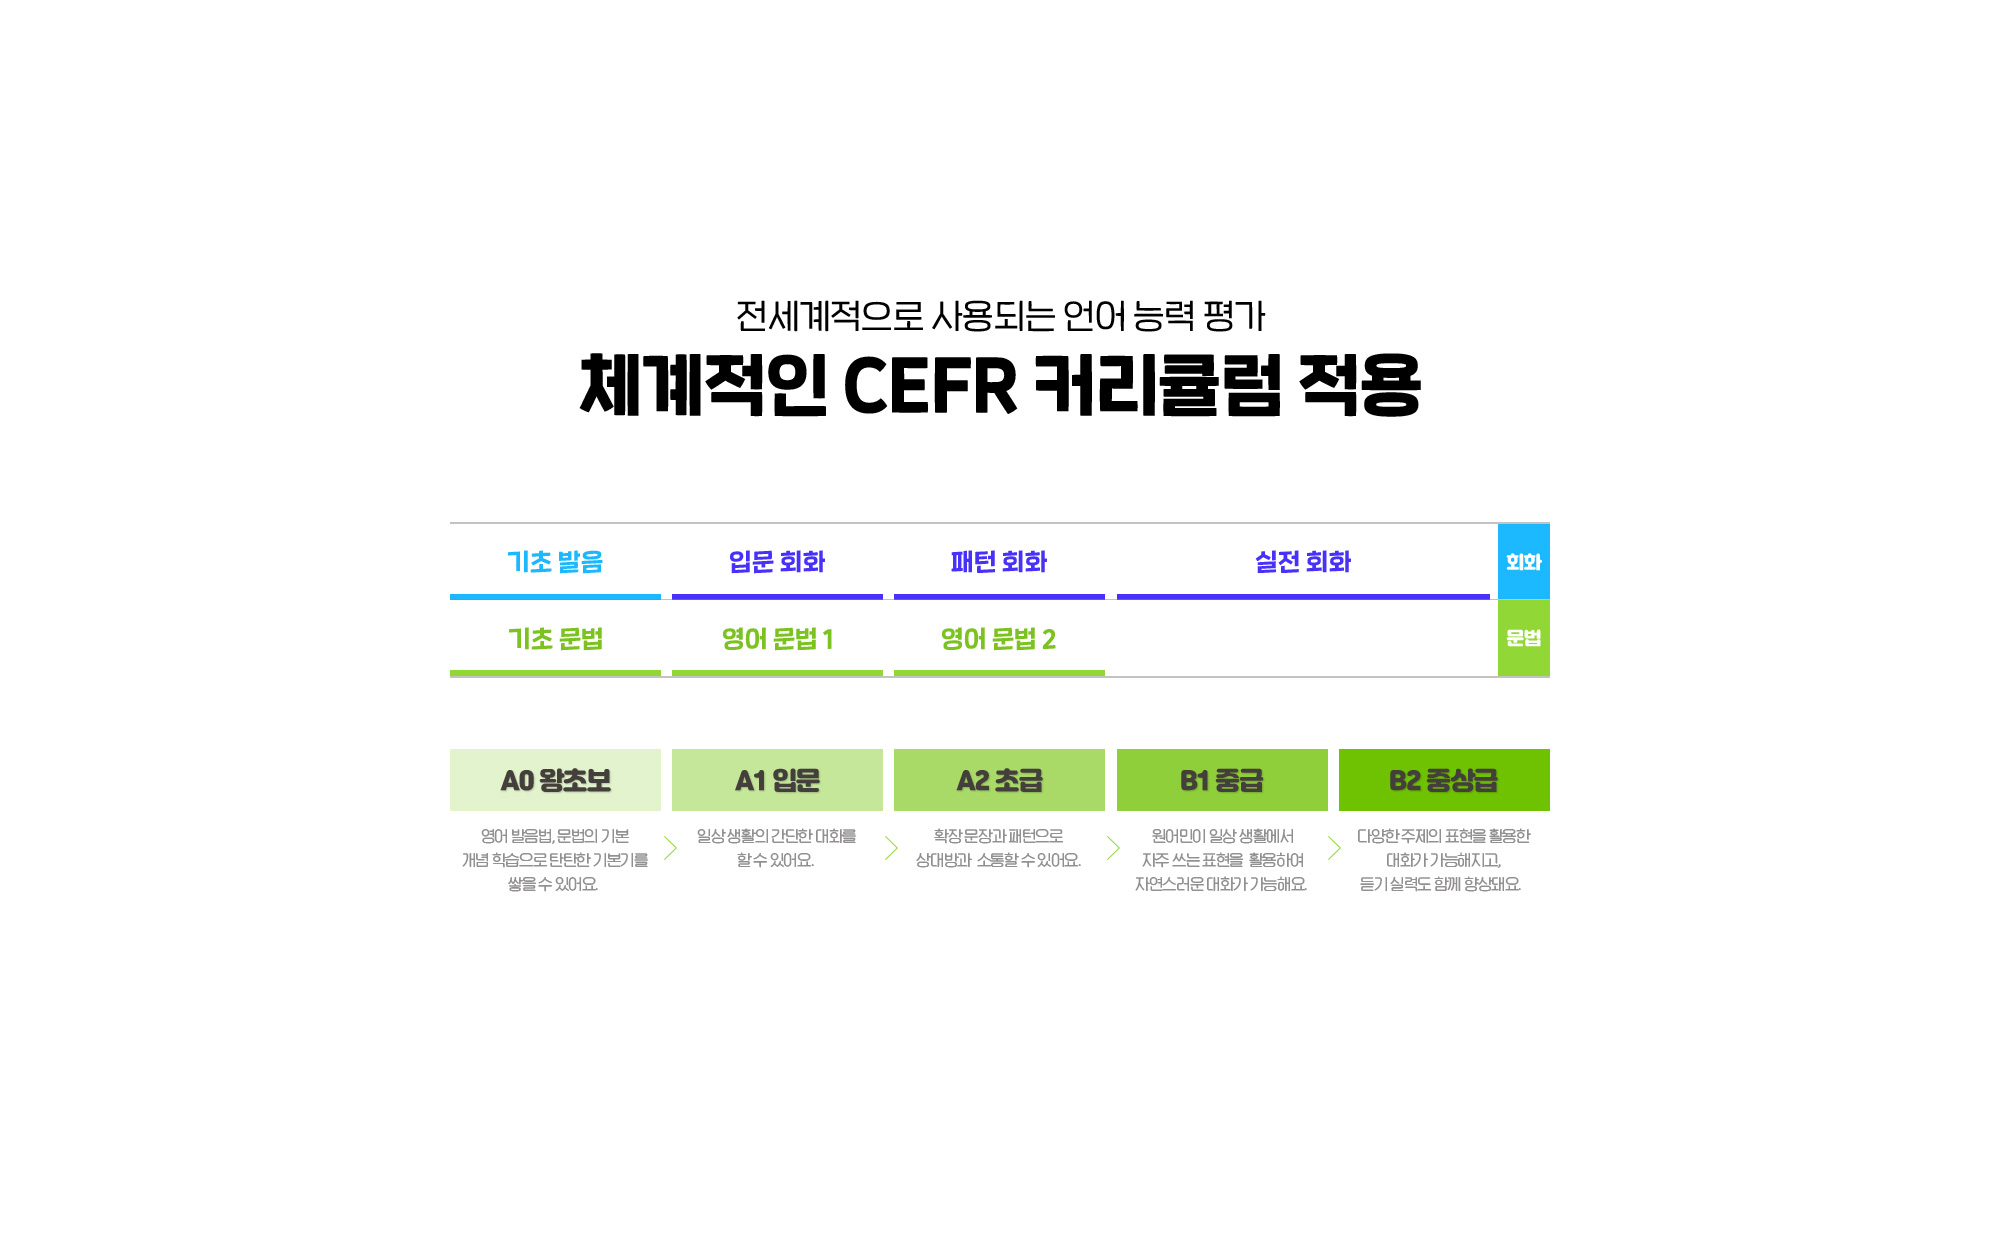 전세계적으로 사용되는 언어 능력 평가
체계적인 CEFR 커리큘럼 적용
기초 발음 입문 회화 패턴 회화 실전 회화 회화
기초 문법 영어 문법 1 영어 문법 2 문법
A0 왕초보 A1 입문 A2 초급 B1 중급 B2 중상급
영어 발음법, 문법의 기본
개념 학습으로 탄탄한 기본기를
쌓을 수 있어요.
일상 생활의 간단한 대화를
할 수 있어요.
확장 문장과 패턴으로
상대방과 소통할 수 있어요.
원어민이 일상 생활에서
자주 쓰는 표현을 활용하여
자연스러운 대화가 가능해요.
다양한 주제의 표현을 활용한
대화가 가능해지고,
듣기 실력도 함께 향상돼요.